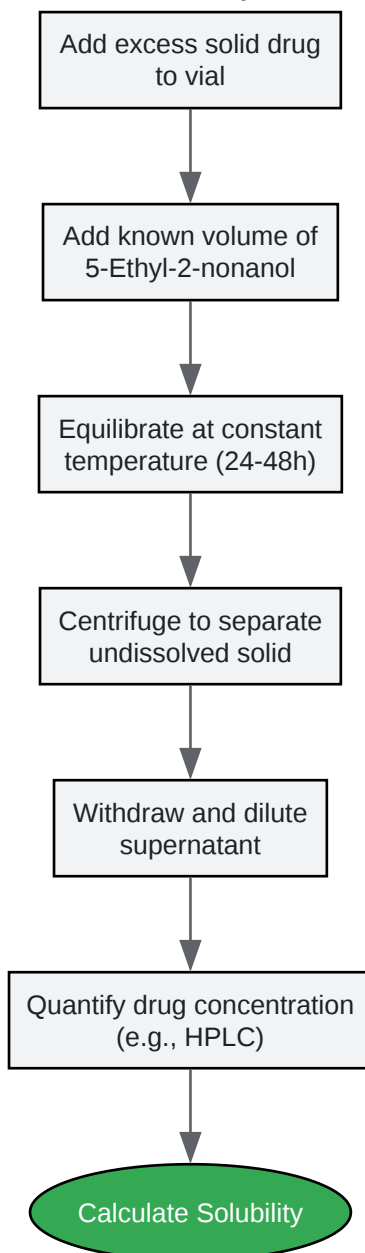 Add excess solid drug
to vial
Add known volume of
5-Ethyl-2-nonanol
Equilibrate at constant
temperature (24-48h)
Centrifuge to separate
undissolved solid
Withdraw and dilute
supernatant
Quantify drug concentration
(e.g., HPLC)
Calculate Solubility